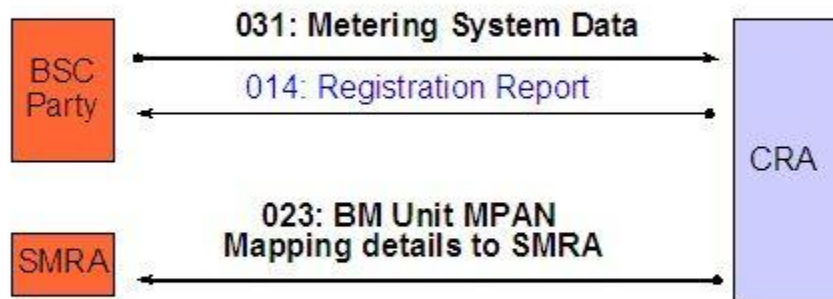 031: Metering System Data
BSC
Party
014: Registration Report
CRA
023: BM Unit MPAN
Mapping details to SMRA
SMRA